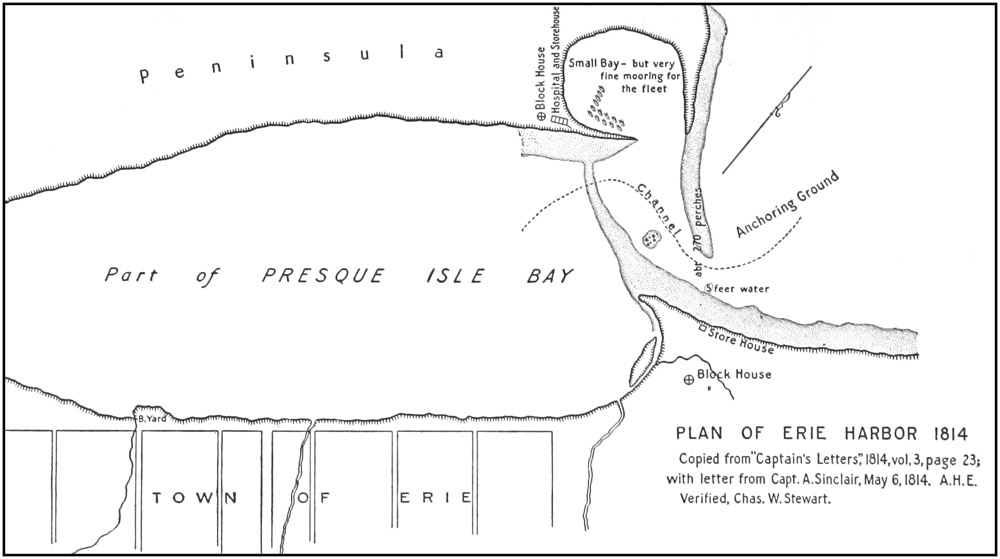 Peninsula
Block House
Hospital and Storehouse
Small Bay - but very
fine mooring for
the fleet
Channel
abt 270 perches
Anchoring Ground
Part of PRESQUE ISLE BAY
5 feer water
Store House
Block House
B. Yard
TOWN OF ERIE
PLAN OF ERIE HARBOR 1814
Copied from "Captain's Letters", 1814, vol. 3, page 23;
with letter from Capt. A. Sinclair, May 6, 1814. A.H.E.
Verified, Chas. W. Stewart.